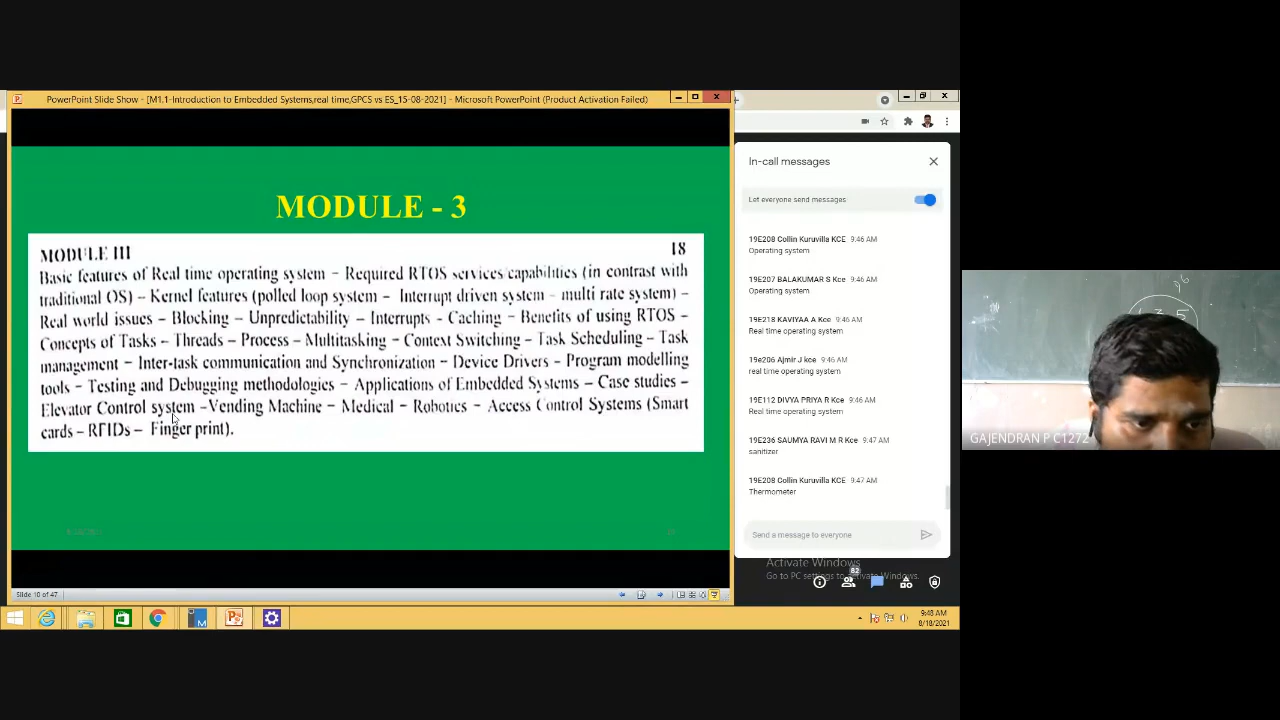 PowerPoint Slide Show - [M1.1-Introduction to Embedded Systems,real time,GPCS vs ES_15-08-2021] - Microsoft PowerPoint (Product Activation Failed)
MODULE - 3
MODULE III 18
Basic features of Real time operating system – Required RTOS services/capabilities (in contrast with
traditional OS) – Kernel features (polled loop system – Interrupt driven system – multi rate system) –
Real world issues – Blocking – Unpredictability – Interrupts - Caching – Benefits of using RTOS –
Concepts of Tasks – Threads – Process – Multitasking – Context Switching – Task Scheduling – Task
management – Inter-task communication and Synchronization – Device Drivers – Program modelling
tools – Testing and Debugging methodologies – Applications of Embedded Systems – Case studies –
Elevator Control system –Vending Machine – Medical – Robotics – Access Control Systems (Smart
cards – RFIDs – Finger print).
Slide 10 of 47
In-call messages
Let everyone send messages
19E208 Collin Kuruvilla KCE 9:46 AM
Operating system
19E207 BALAKUMAR S Kce 9:46 AM
Operating system
19E218 KAVIYAA A Kce 9:46 AM
Real time operating system
19e206 Ajmir J kce 9:46 AM
real time operating system
19E112 DIVYA PRIYA R Kce 9:46 AM
Real time operating system
19E236 SAUMYA RAVI M R Kce 9:47 AM
sanitizer
19E208 Collin Kuruvilla KCE 9:47 AM
Thermometer
Send a message to everyone
Activate Windows
Go to PC settings to activate Windows.
82
9:48 AM
8/18/2021
GAJENDRAN P C1272